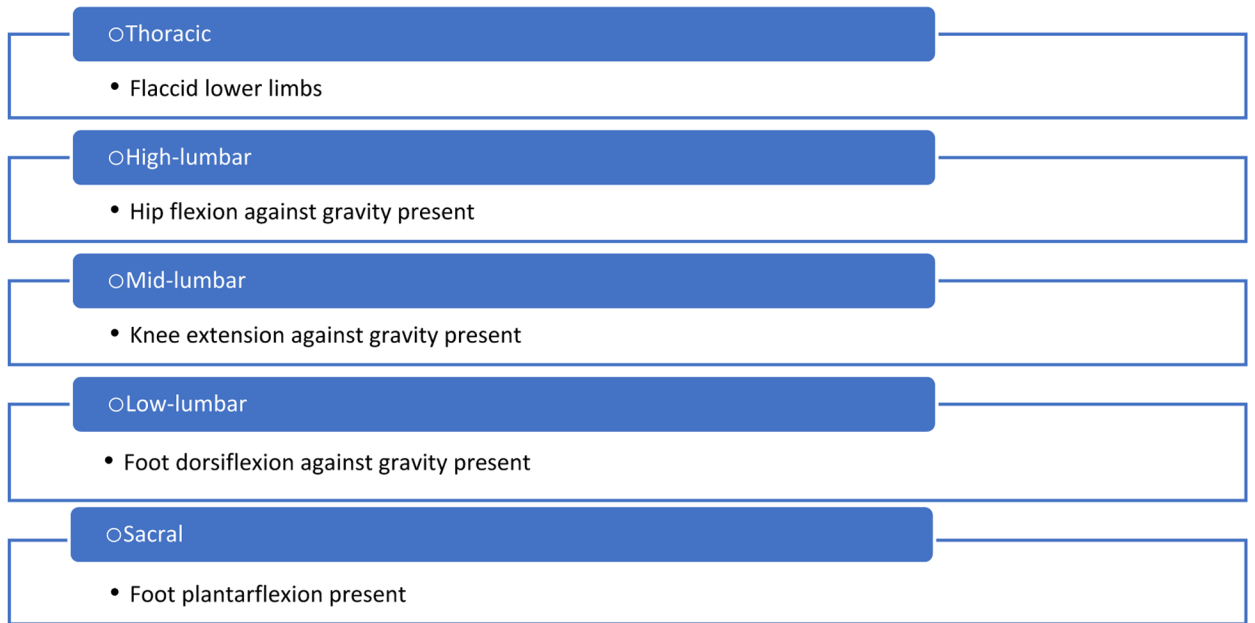 ○Thoracic
• Flaccid lower limbs
○High-lumbar
• Hip flexion against gravity present
○Mid-lumbar
• Knee extension against gravity present
○Low-lumbar
• Foot dorsiflexion against gravity present
○Sacral
• Foot plantarflexion present